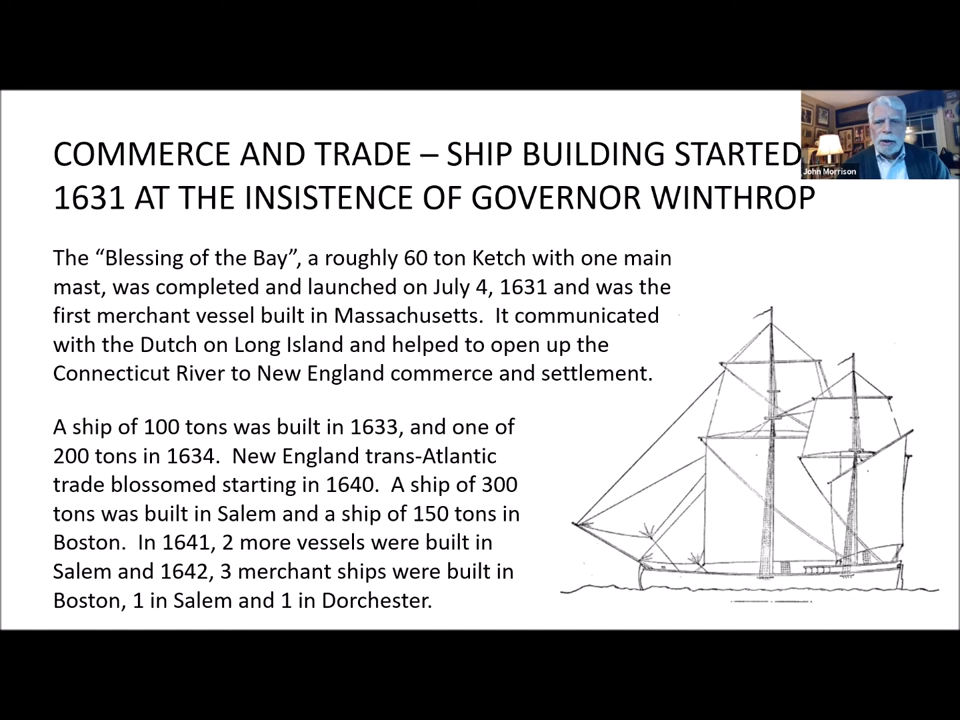 COMMERCE AND TRADE – SHIP BUILDING STARTED
1631 AT THE INSISTENCE OF GOVERNOR WINTHROP
John Morrison
The “Blessing of the Bay”, a roughly 60 ton Ketch with one main
mast, was completed and launched on July 4, 1631 and was the
first merchant vessel built in Massachusetts. It communicated
with the Dutch on Long Island and helped to open up the
Connecticut River to New England commerce and settlement.
A ship of 100 tons was built in 1633, and one of
200 tons in 1634. New England trans-Atlantic
trade blossomed starting in 1640. A ship of 300
tons was built in Salem and a ship of 150 tons in
Boston. In 1641, 2 more vessels were built in
Salem and 1642, 3 merchant ships were built in
Boston, 1 in Salem and 1 in Dorchester.